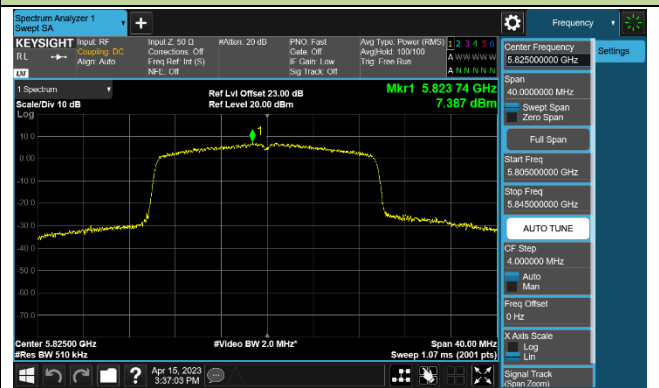 Spectrum Analyzer 1
Swept SA
Frequency
KEYSIGHT
RL
LXI
Input: RF
Coupling: DC
Align: Auto
Input Z: 50 Ω
Corrections: Off
Freq Ref: Int (S)
NFE: Off
#Atten: 20 dB
PNO: Fast
Gate: Off
IF Gain: Low
Sig Track: Off
Avg Type: Power (RMS)
Avg|Hold: 100/100
Trig: Free Run
1 2 3 4 5 6
A W W W W W
A N N N N N
1 Spectrum
Scale/Div 10 dB
Log
Ref Lvl Offset 23.00 dB
Ref Level 20.00 dBm
Mkr1 5.823 74 GHz
7.387 dBm
1
10.0
0.00
-10.0
-20.0
-30.0
-40.0
-50.0
-60.0
-70.0
Center 5.82500 GHz
#Res BW 510 kHz
#Video BW 2.0 MHz*
Span 40.00 MHz
Sweep 1.07 ms (2001 pts)
Apr 15, 2023
3:37:03 PM
Center Frequency
5.825000000 GHz
Settings
Span
40.0000000 MHz
Swept Span
Zero Span
Full Span
Start Freq
5.805000000 GHz
Stop Freq
5.845000000 GHz
AUTO TUNE
CF Step
4.000000 MHz
Auto
Man
Freq Offset
0 Hz
X Axis Scale
Log
Lin
Signal Track
(Span Zoom)